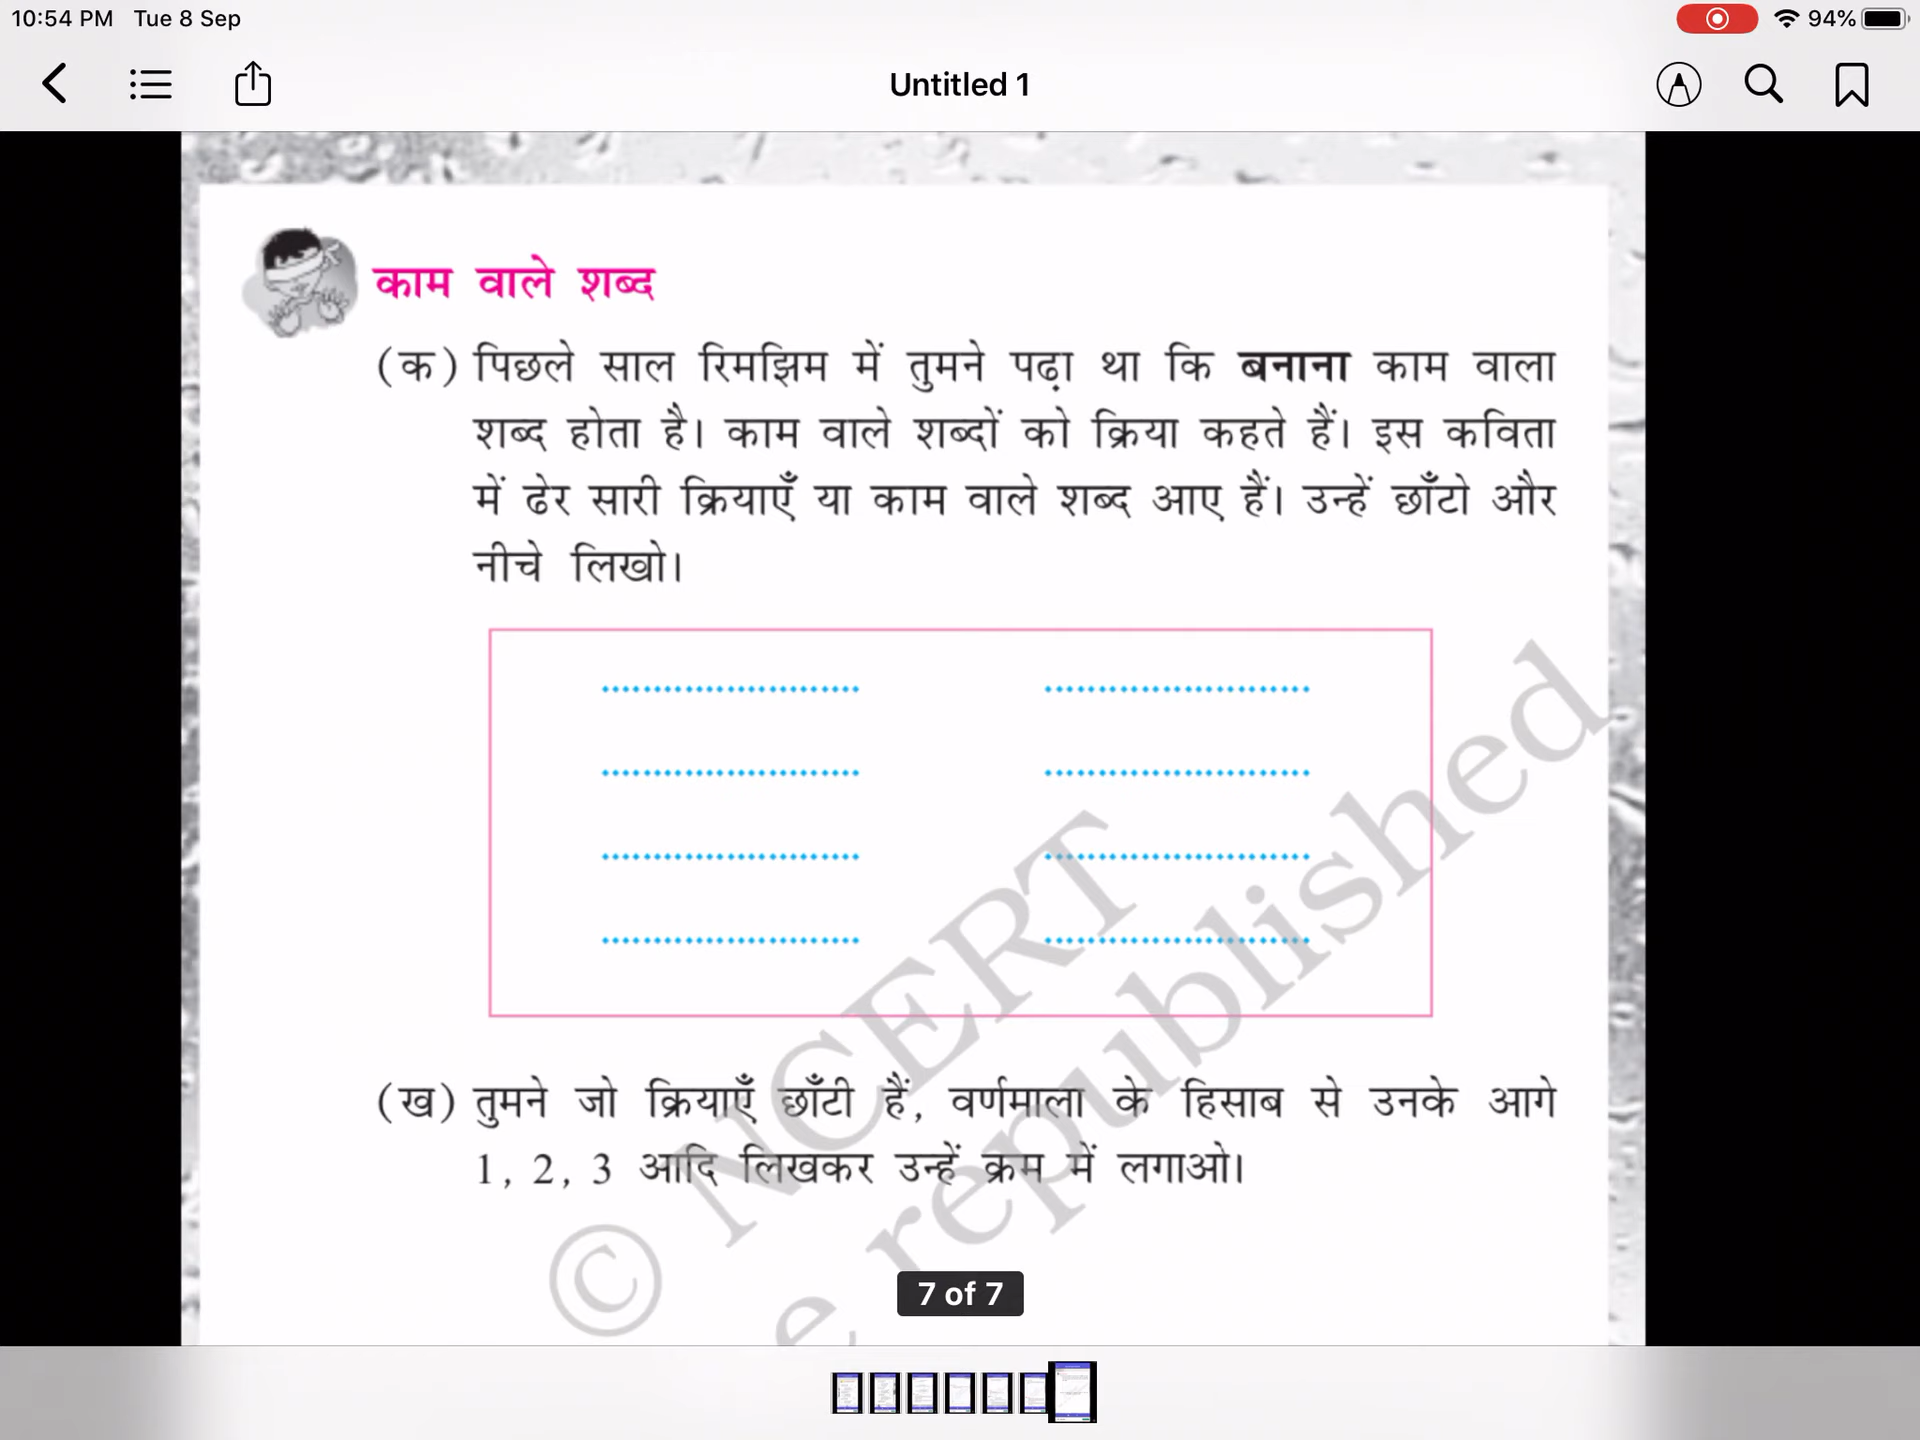 10:54 PM Tue 8 Sep
94%
Untitled 1
काम वाले शब्द
(क) पिछले साल रिमझिम में तुमने पढ़ा था कि बनाना काम वाला
शब्द होता है। काम वाले शब्दों को क्रिया कहते हैं। इस कविता
में ढेर सारी क्रियाएँ या काम वाले शब्द आए हैं। उन्हें छाँटो और
नीचे लिखो।
(ख) तुमने जो क्रियाएँ छाँटी हैं, वर्णमाला के हिसाब से उनके आगे
1, 2, 3 आदि लिखकर उन्हें क्रम में लगाओ।
© NCERT
e republished
7 of 7